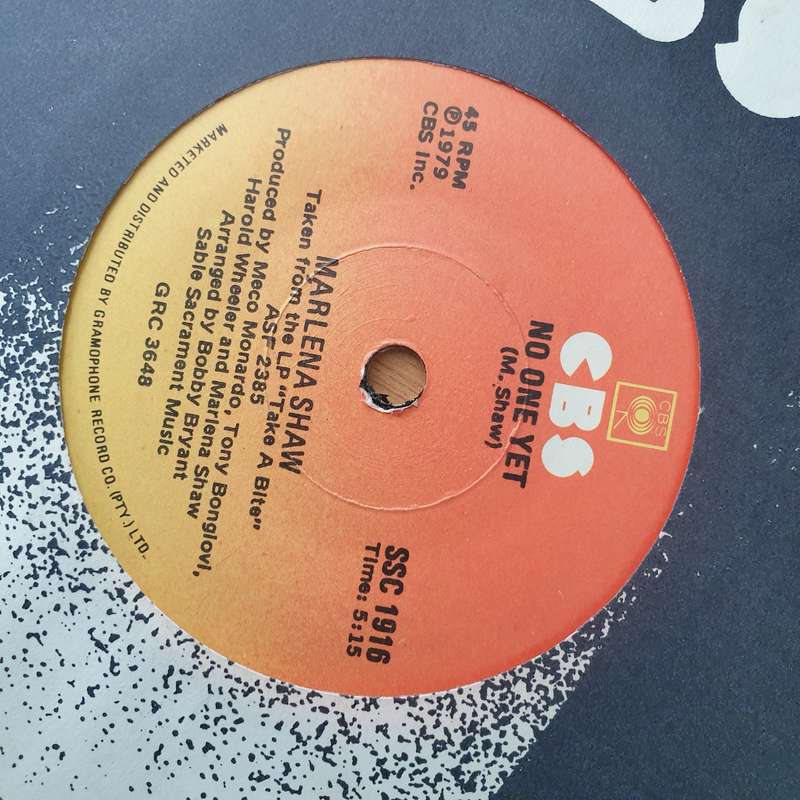 CBS
CBS
NO ONE YET
(M. Shaw)
45 RPM
℗ 1979
CBS Inc.
SSC 1916
Time: 5:15
MARLENA SHAW
Taken from the LP "Take A Bite"
ASF 2385
Produced by Meco Monardo, Tony Bongiovi,
Harold Wheeler and Marlena Shaw
Arranged by Bobby Bryant
Sable Sacrament Music
GRC 3648
MARKETED AND DISTRIBUTED BY GRAMOPHONE RECORD CO. (PTY.) LTD.